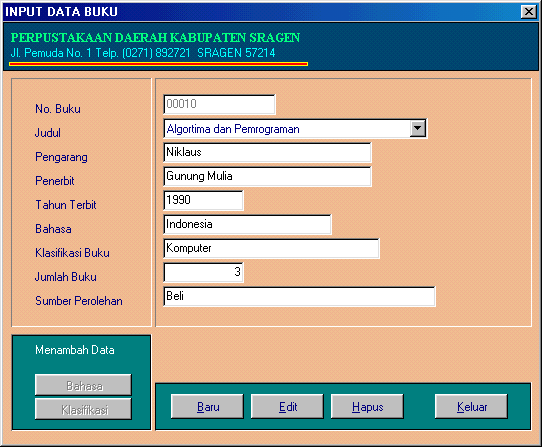 INPUT DATA BUKU
PERPUSTAKAAN DAERAH KABUPATEN SRAGEN
Jl. Pemuda No. 1 Telp. (0271) 892721 SRAGEN 57214
No. Buku 00010
Judul Algortima dan Pemrograman
Pengarang Niklaus
Penerbit Gunung Mulia
Tahun Terbit 1990
Bahasa Indonesia
Klasifikasi Buku Komputer
Jumlah Buku 3
Sumber Perolehan Beli
Menambah Data
Bahasa
Klasifikasi
Baru Edit Hapus Keluar